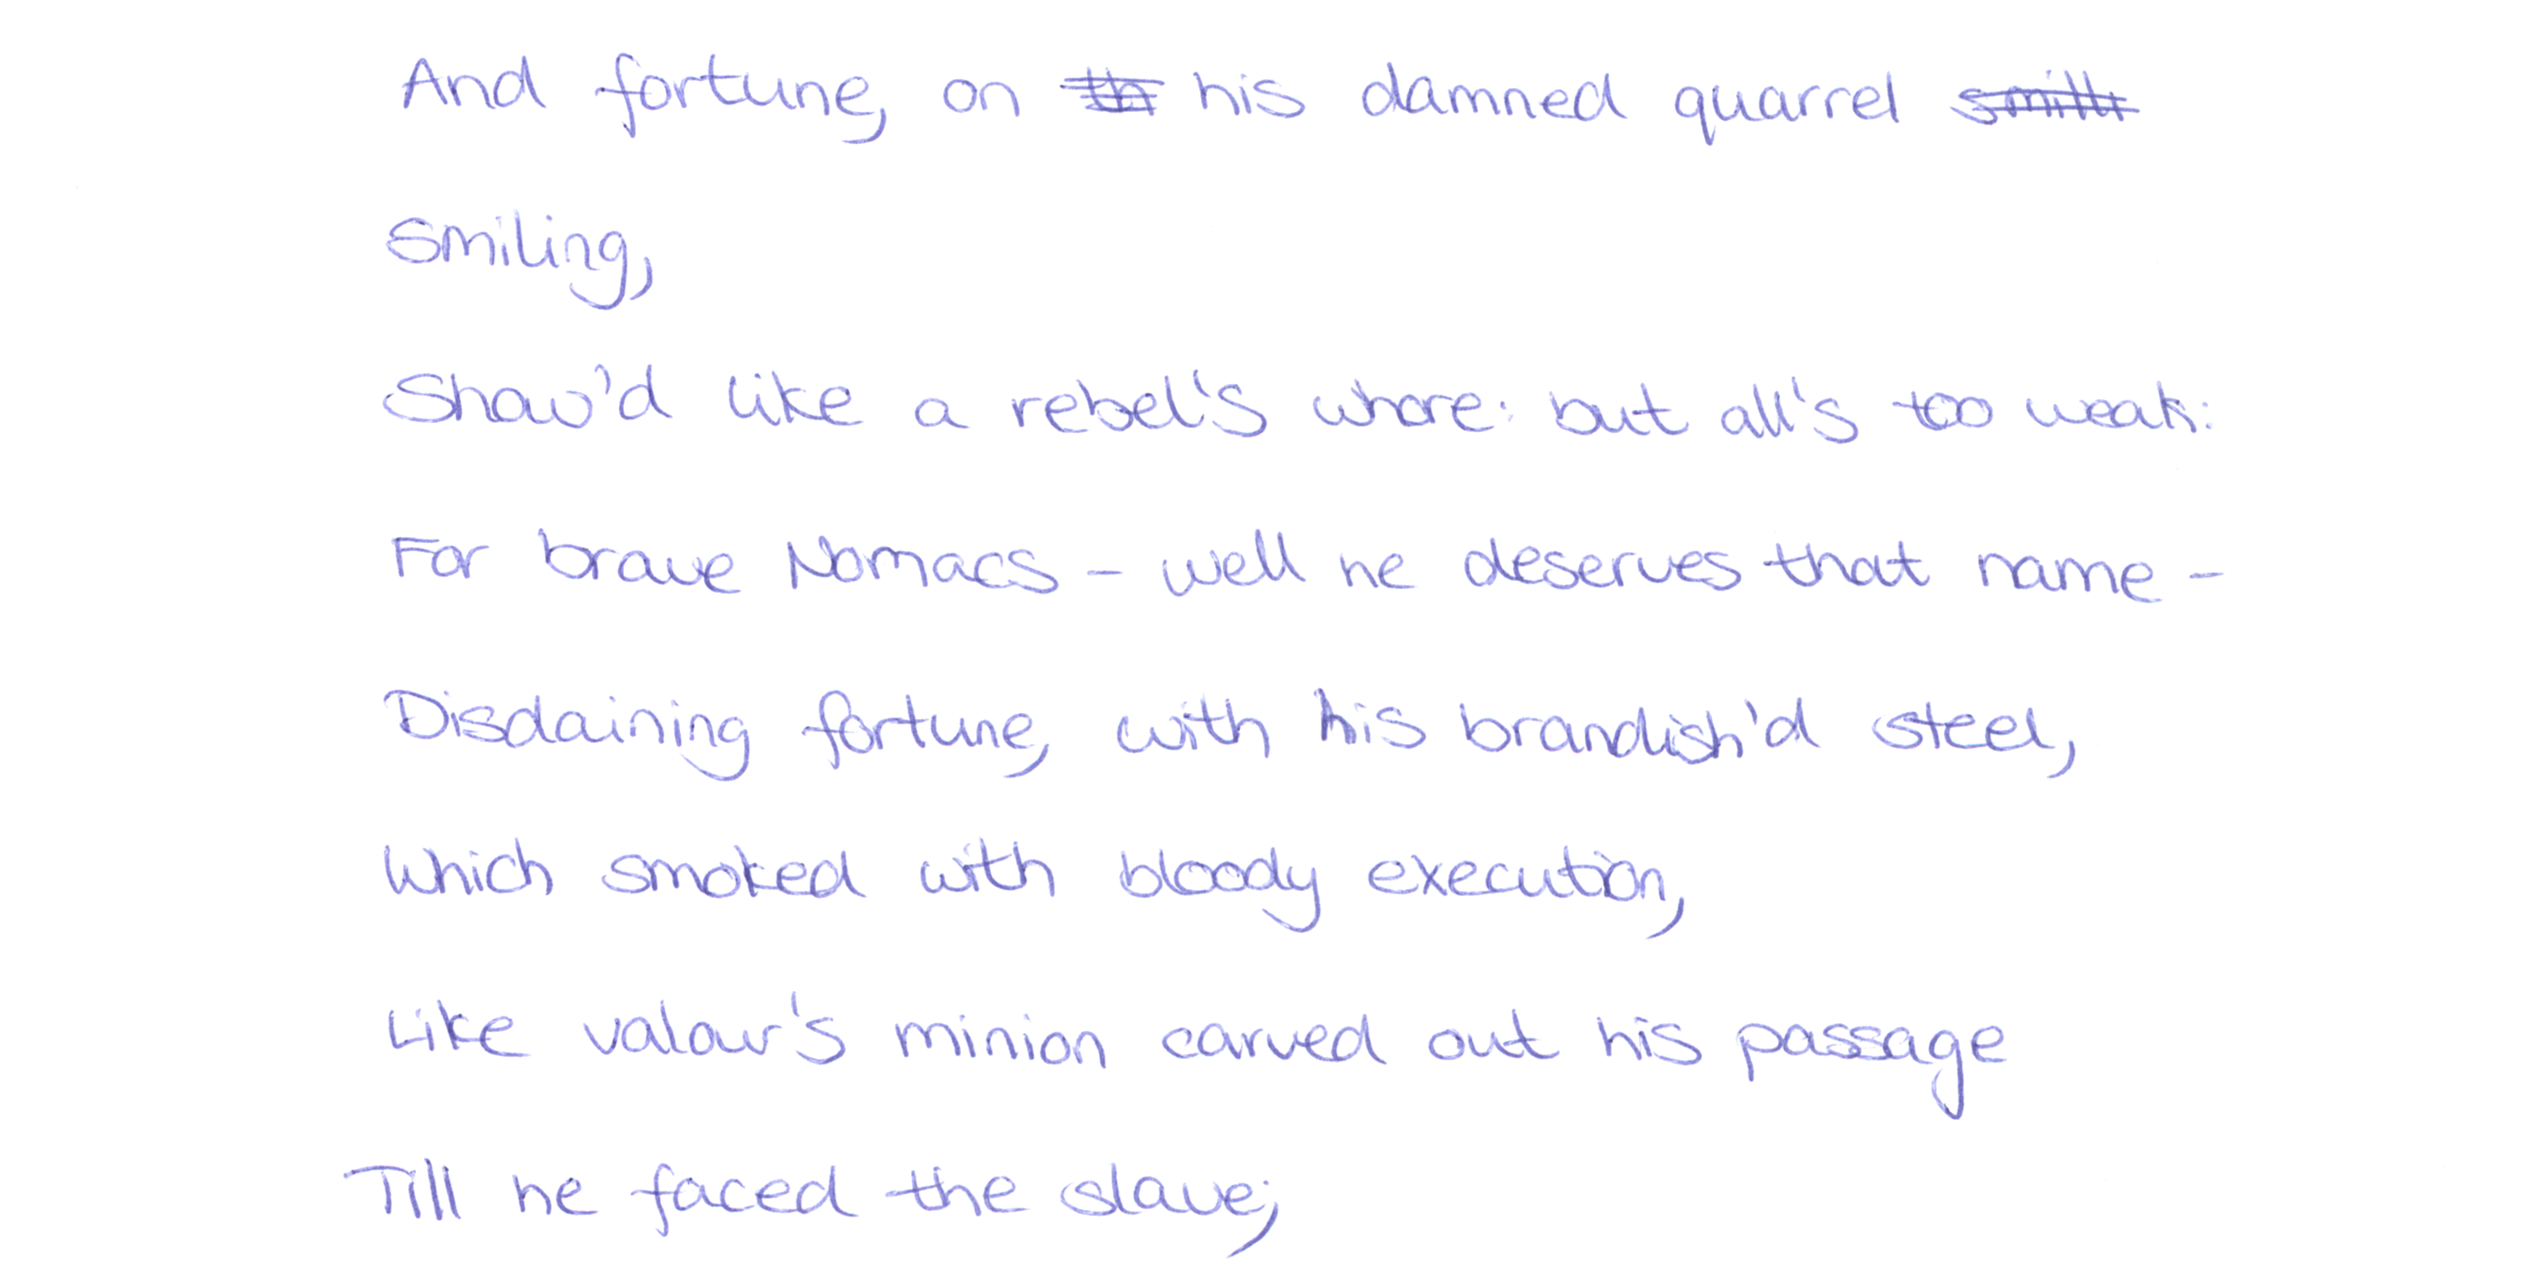 And fortune, on his damned quarrel
Smiling,
Show'd like a rebel's whore: but all's too weak:
For brave Nomacs - well he deserves that name -
Disdaining fortune, with his brandish'd steel,
Which smoked with bloody execution,
Like valour's minion carved out his passage
Till he faced the slave;